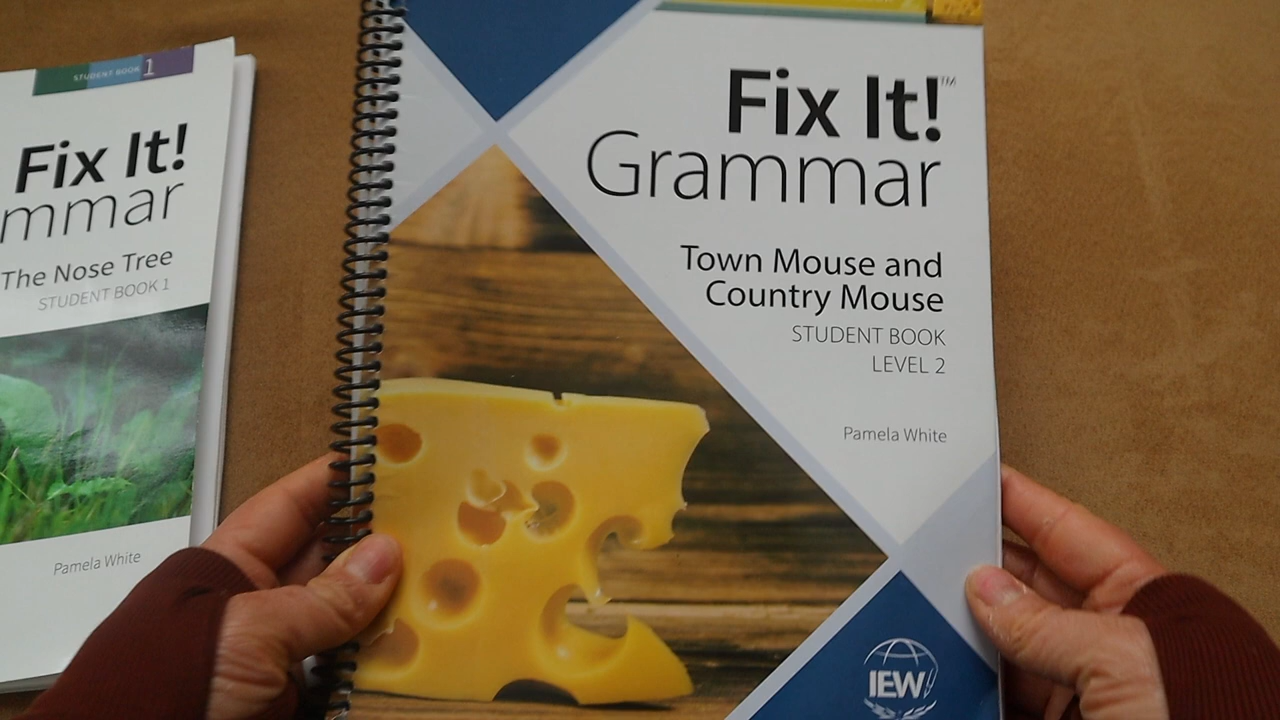 STUDENT BOOK 1
Fix It!
mmar
The Nose Tree
STUDENT BOOK 1
Pamela White
Fix It!™
Grammar
Town Mouse and
Country Mouse
STUDENT BOOK
LEVEL 2
Pamela White
IEW